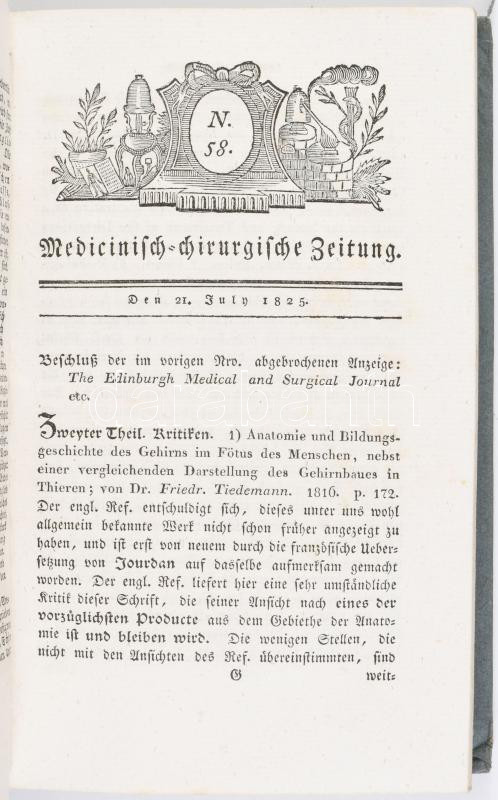 N.
58.
Medicinisch-chirurgische Zeitung.
Den 21. July 1825.
Beschluß der im vorigen Nro. abgebrochenen Anzeige:
The Edinburgh Medical and Surgical Journal
etc.
Zweyter Theil. Kritiken. 1) Anatomie und Bildungs-
geschichte des Gehirns im Fötus des Menschen, nebst
einer vergleichenden Darstellung des Gehirnbaues in
Thieren; von Dr. Friedr. Tiedemann. 1816. p. 172.
Der engl. Ref. entschuldigt sich, dieses unter uns wohl
allgemein bekannte Werk nicht schon früher angezeigt zu
haben, und ist erst von neuem durch die französische Ueber-
setzung von Jourdan auf dasselbe aufmerksam gemacht
worden. Der engl. Ref. liefert hier eine sehr umständliche
Kritik dieser Schrift, die seiner Ansicht nach eines der
vorzüglichsten Producte aus dem Gebiethe der Anato-
mie ist und bleiben wird. Die wenigen Stellen, die
nicht mit den Ansichten des Ref. übereinstimmten, sind
G weit-